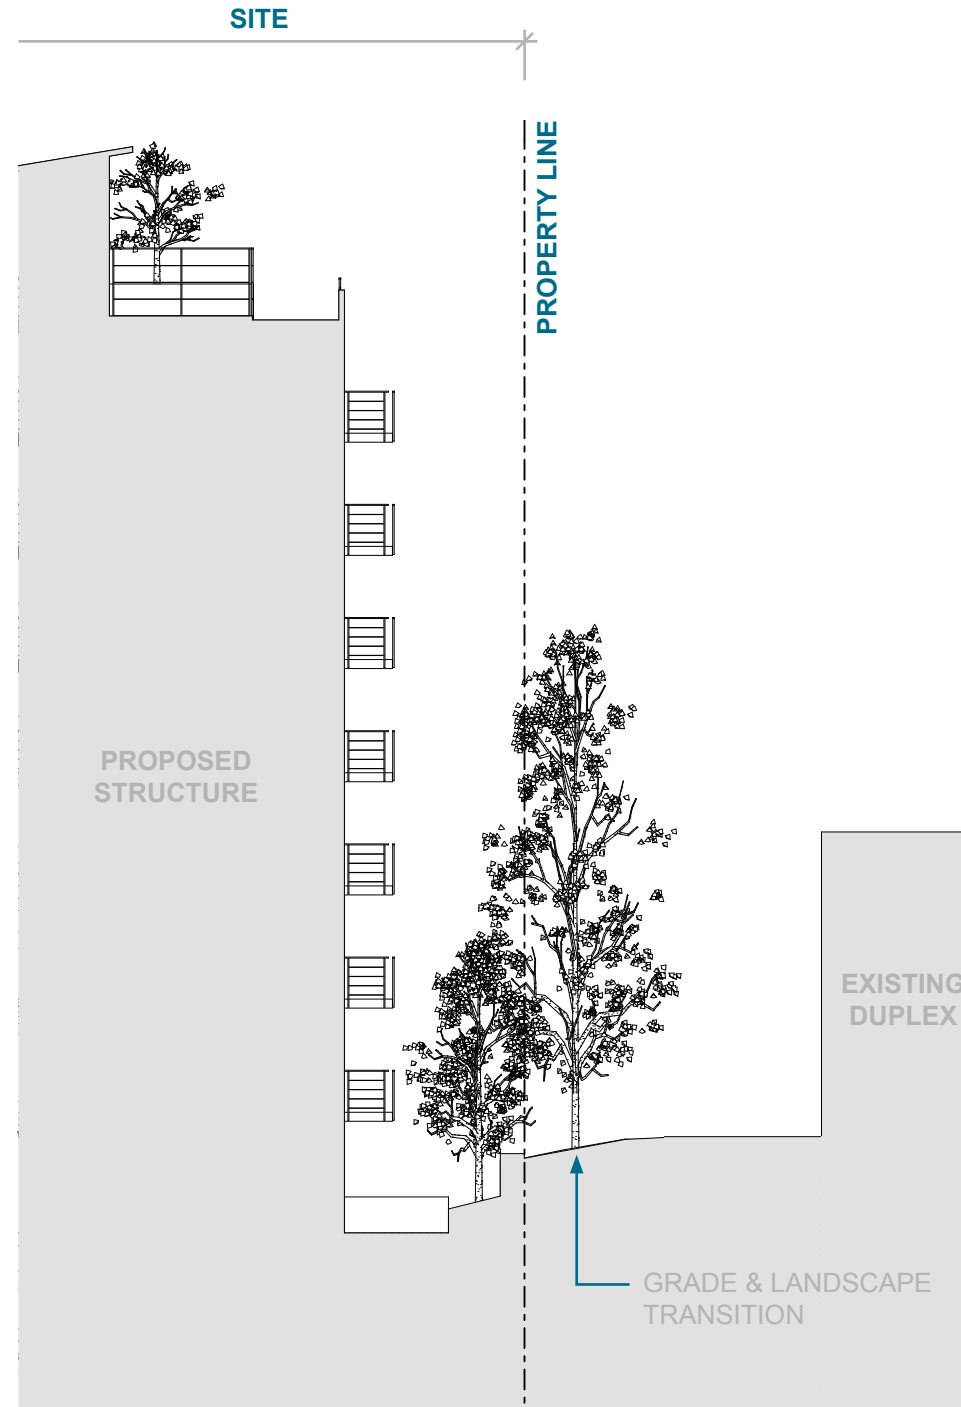 SITE
PROPERTY LINE
PROPOSED
STRUCTURE
EXISTING
DUPLEX
GRADE & LANDSCAPE
TRANSITION